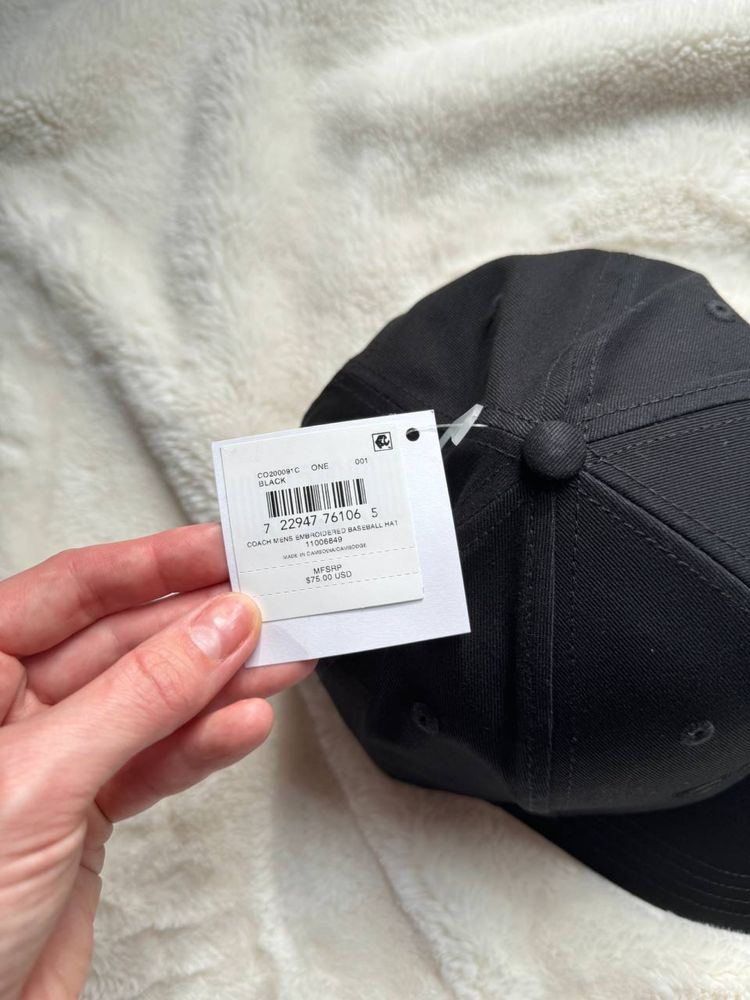 CO200091C ONE 001
BLACK
7 22947 76106 5
COACH MENS EMBROIDERED BASEBALL HAT
11006849
MADE IN CAMBODIA/CAMBODGE
MFSRP
$75.00 USD